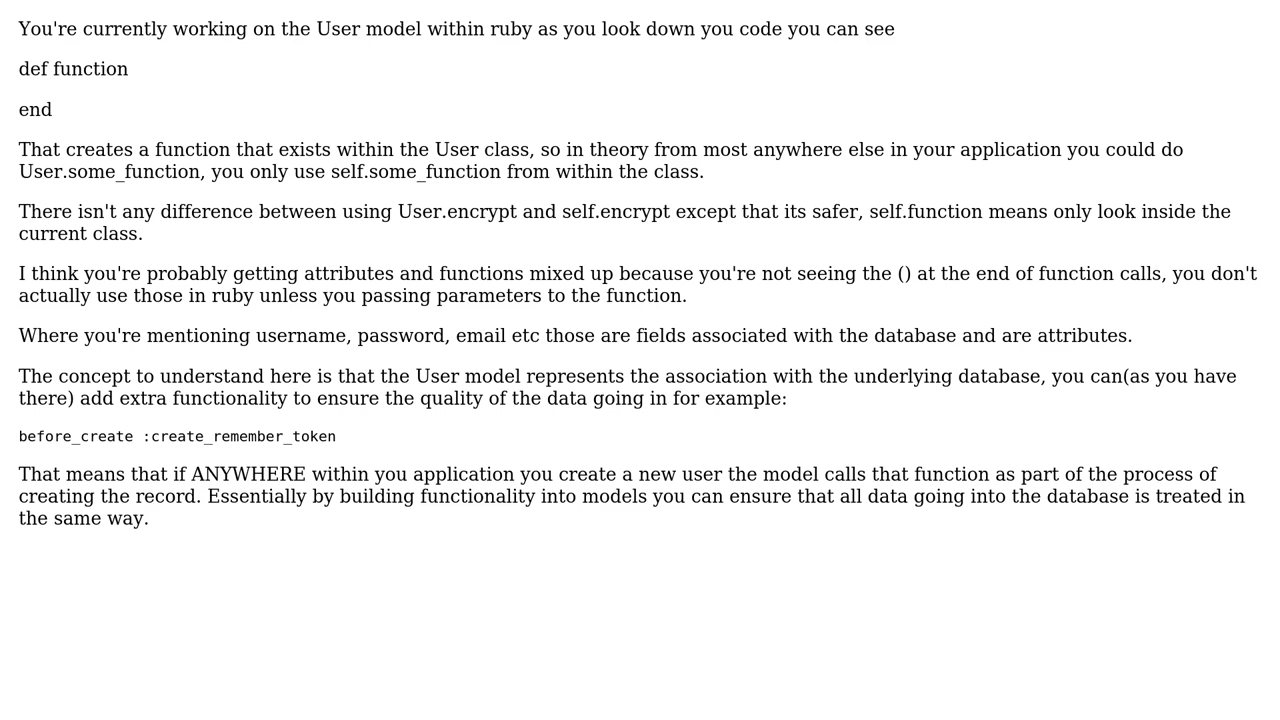 You're currently working on the User model within ruby as you look down you code you can see
def function
end
That creates a function that exists within the User class, so in theory from most anywhere else in your application you could do
User.some_function, you only use self.some_function from within the class.
There isn't any difference between using User.encrypt and self.encrypt except that its safer, self.function means only look inside the
current class.
I think you're probably getting attributes and functions mixed up because you're not seeing the () at the end of function calls, you don't
actually use those in ruby unless you passing parameters to the function.
Where you're mentioning username, password, email etc those are fields associated with the database and are attributes.
The concept to understand here is that the User model represents the association with the underlying database, you can(as you have
there) add extra functionality to ensure the quality of the data going in for example:
before_create :create_remember_token
That means that if ANYWHERE within you application you create a new user the model calls that function as part of the process of
creating the record. Essentially by building functionality into models you can ensure that all data going into the database is treated in
the same way.